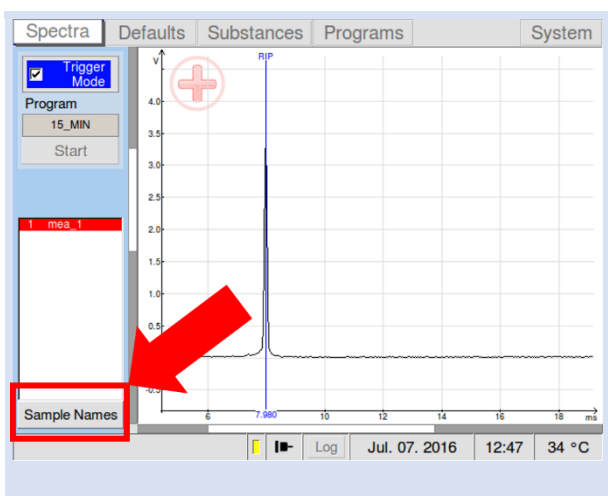 Spectra Defaults Substances Programs System
Trigger
Mode
Program
15_MIN
Start
1 mea_1
Sample Names
V
RIP
4.0
3.5
3.0
2.5
2.0
1.5
1.0
0.5
-0.5
6 7.980 10 12 14 16 18 ms
Log Jul. 07. 2016 12:47 34 °C